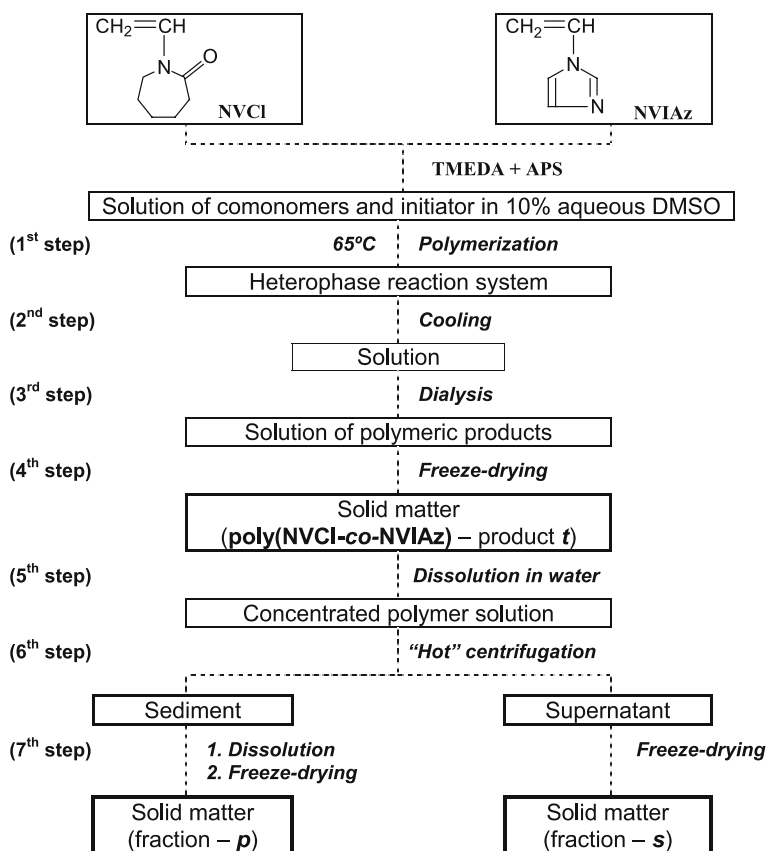 CH2=CH
N
O
NVCl
CH2=CH
N
N
NVIAz
TMEDA + APS
Solution of comonomers and initiator in 10% aqueous DMSO
(1st step) 65ºC Polymerization
Heterophase reaction system
(2nd step) Cooling
Solution
(3rd step) Dialysis
Solution of polymeric products
(4th step) Freeze-drying
Solid matter
(poly(NVCl-co-NVIAz) – product t)
(5th step) Dissolution in water
Concentrated polymer solution
(6th step) “Hot” centrifugation
Sediment Supernatant
(7th step) 1. Dissolution Freeze-drying
2. Freeze-drying
Solid matter Solid matter
(fraction – p) (fraction – s)